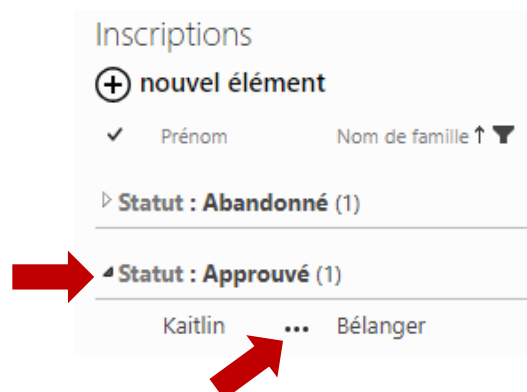 Inscriptions
nouvel élément
Prénom Nom de famille
Statut : Abandonné (1)
Statut : Approuvé (1)
Kaitlin ... Bélanger